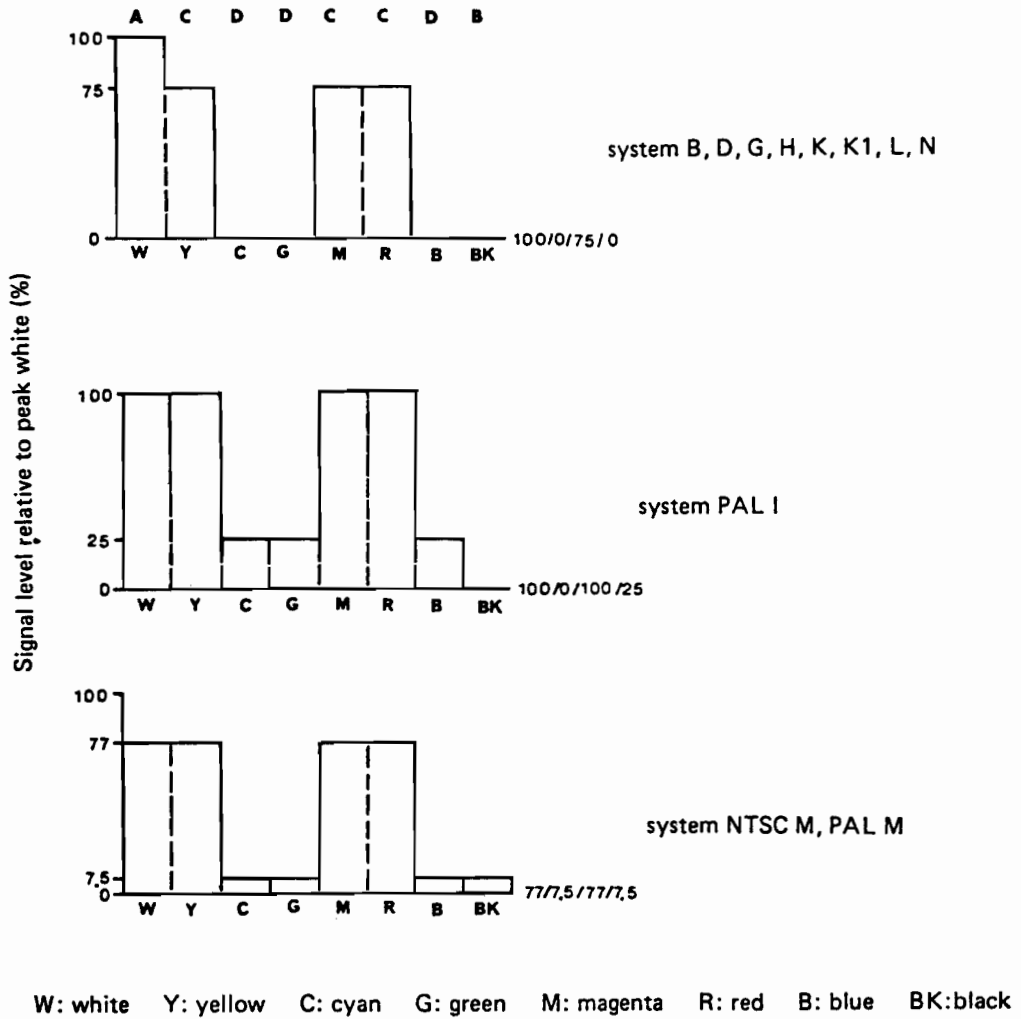 A C D D C C D B
100
75
0
W Y C G M R B BK
100/0/75/0
system B, D, G, H, K, K1, L, N
Signal level relative to peak white (%)
100
25
0
W Y C G M R B BK
100/0/100/25
system PAL I
100
77
7.5
0
W Y C G M R B BK
77/7.5/77/7.5
system NTSC M, PAL M
W: white Y: yellow C: cyan G: green M: magenta R: red B: blue BK:black